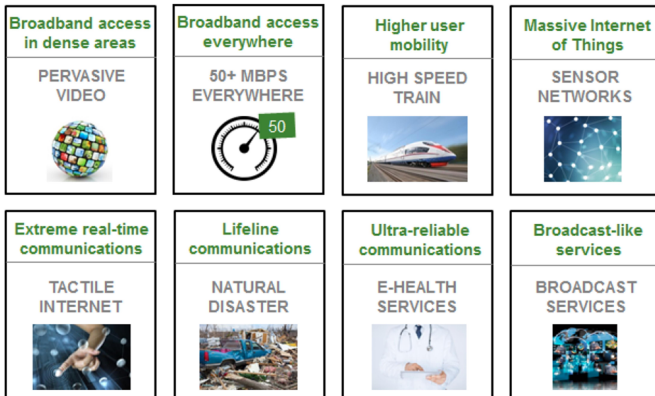 Broadband access
in dense areas
PERVASIVE
VIDEO
Broadband access
everywhere
50+ MBPS
EVERYWHERE
50
Higher user
mobility
HIGH SPEED
TRAIN
Massive Internet
of Things
SENSOR
NETWORKS
Extreme real-time
communications
TACTILE
INTERNET
Lifeline
communications
NATURAL
DISASTER
Ultra-reliable
communications
E-HEALTH
SERVICES
Broadcast-like
services
BROADCAST
SERVICES